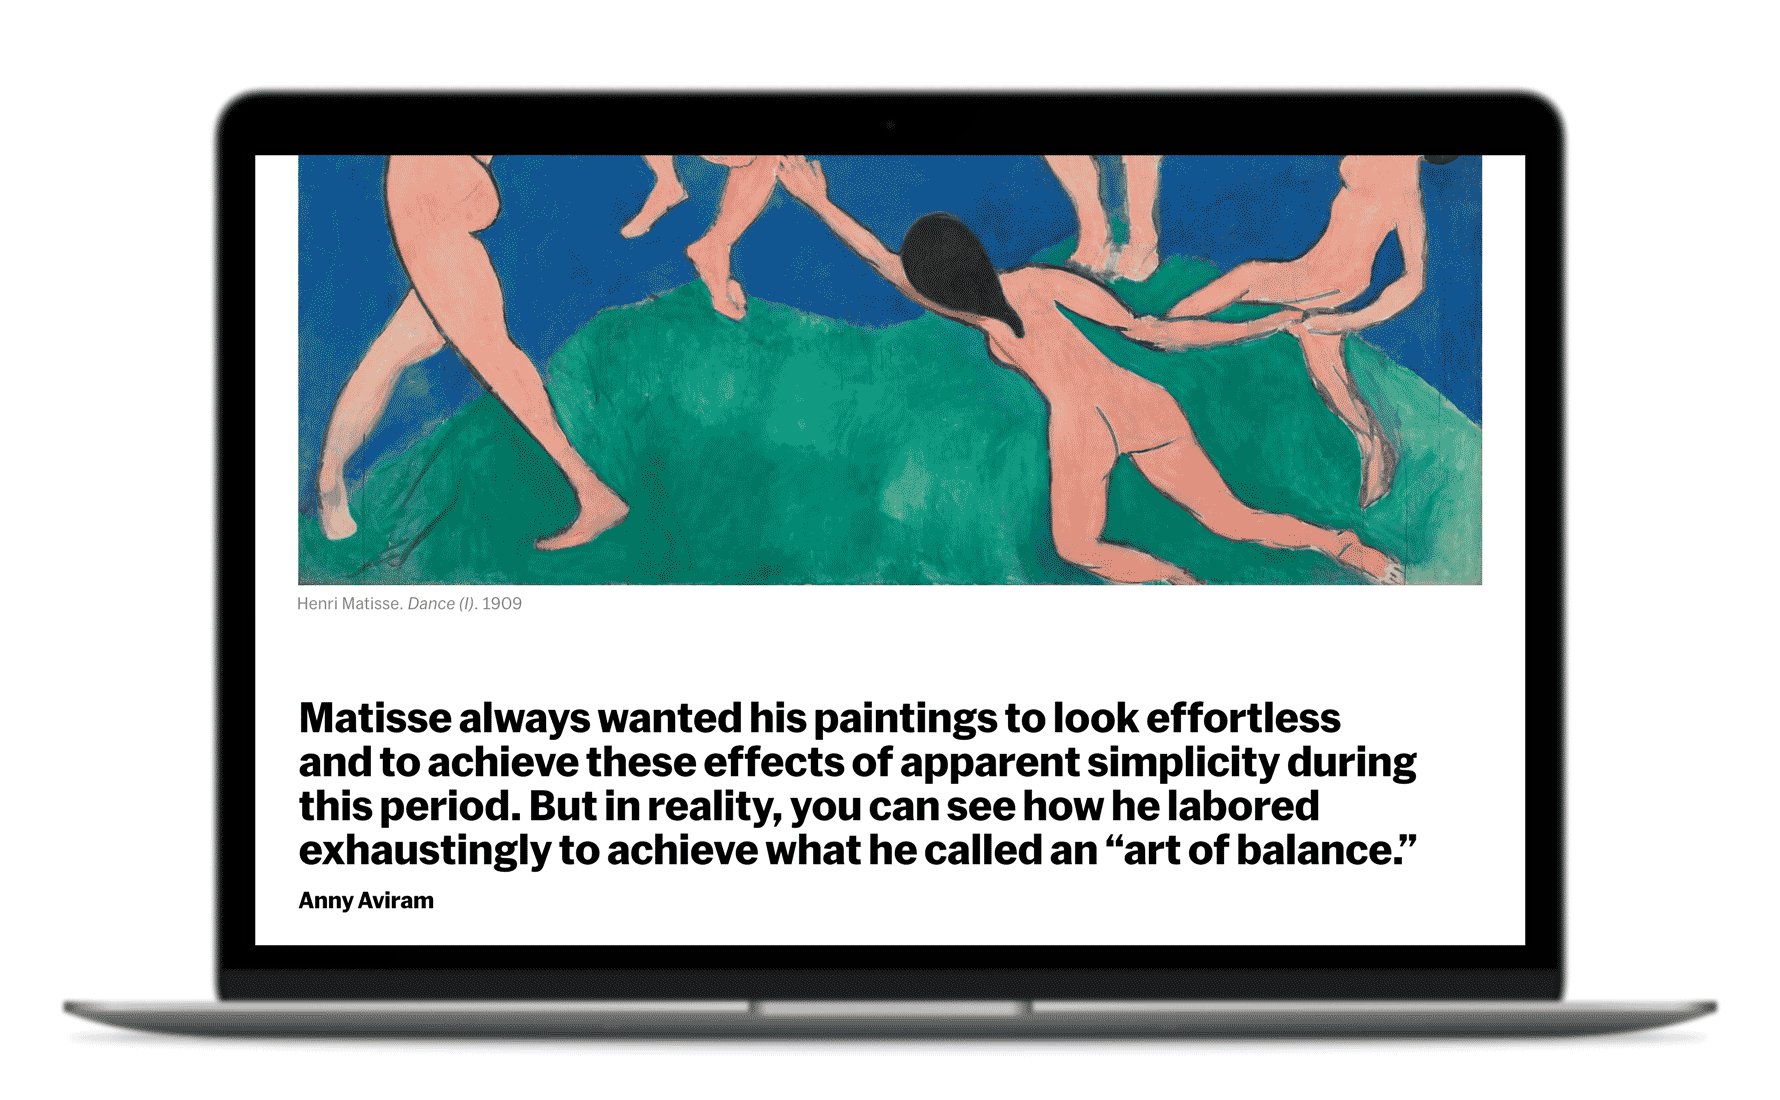 Henri Matisse. Dance (I). 1909
Matisse always wanted his paintings to look effortless
and to achieve these effects of apparent simplicity during
this period. But in reality, you can see how he labored
exhaustingly to achieve what he called an “art of balance.”
Anny Aviram